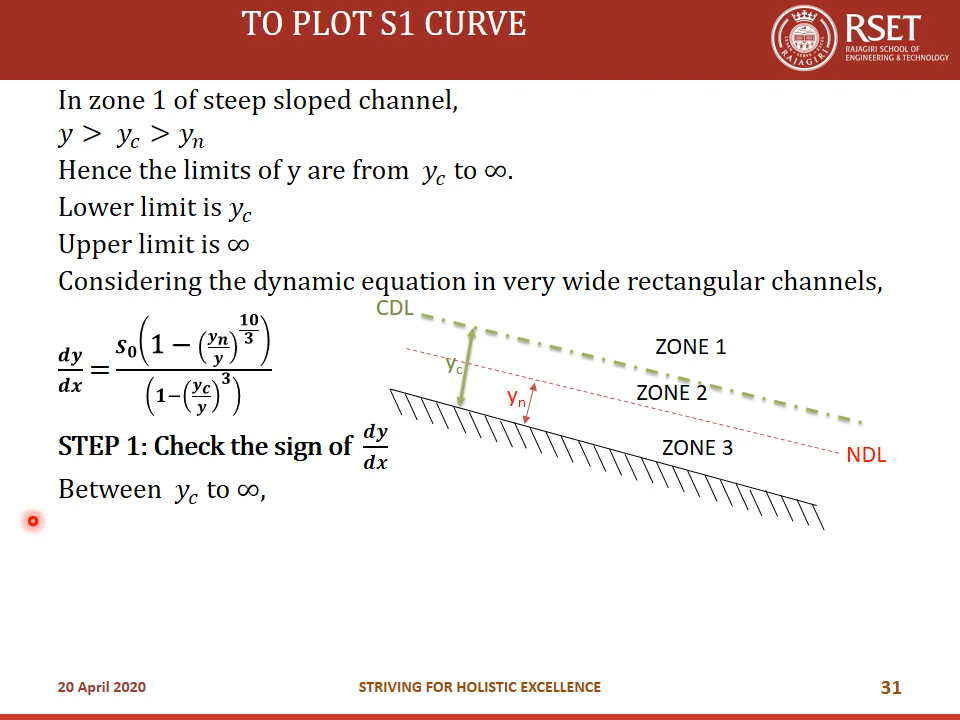 TO PLOT S1 CURVE
RSET
RAJAGIRI SCHOOL OF
ENGINEERING & TECHNOLOGY
RAJAGIRI
In zone 1 of steep sloped channel,
y > y_c > y_n
Hence the limits of y are from y_c to ∞.
Lower limit is y_c
Upper limit is ∞
Considering the dynamic equation in very wide rectangular channels,
dy/dx = s_0(1 − (y_n/y)^(10/3)) / (1−(y_c/y)^3)
CDL
ZONE 1
y_c
ZONE 2
y_n
ZONE 3
NDL
STEP 1: Check the sign of dy/dx
Between y_c to ∞,
20 April 2020
STRIVING FOR HOLISTIC EXCELLENCE
31